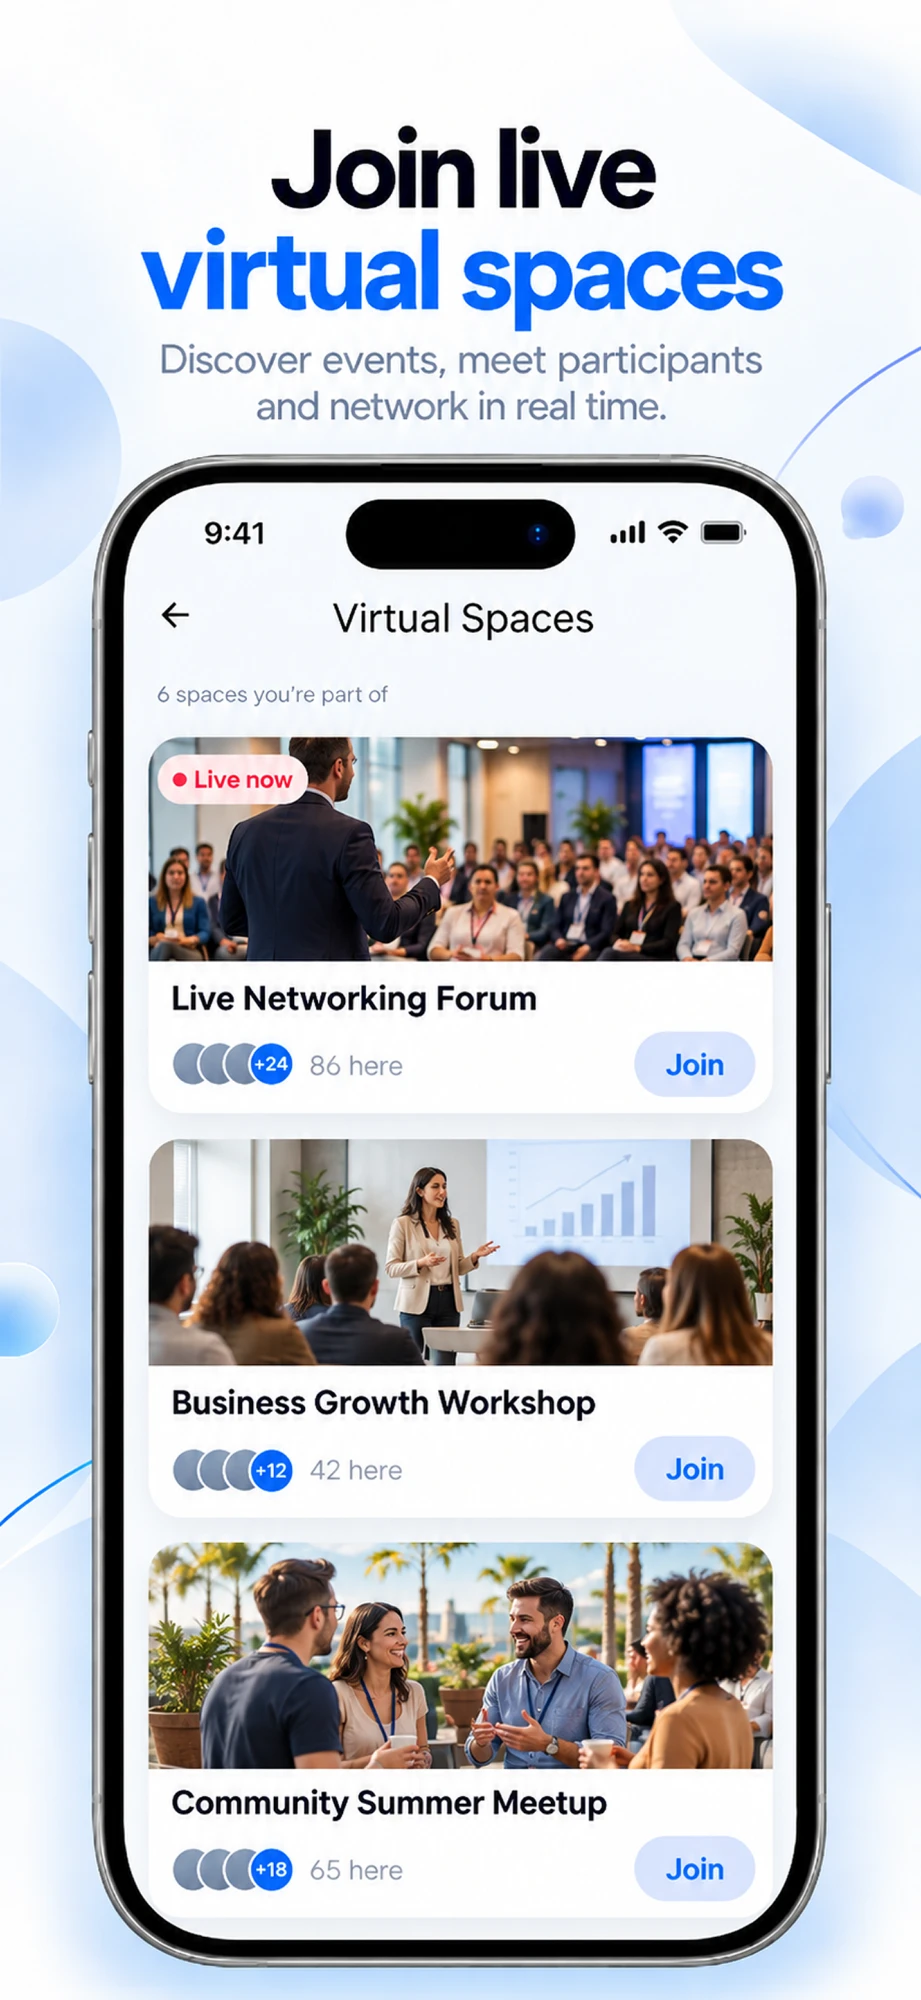 Join live
virtual spaces
Discover events, meet participants
and network in real time.
9:41
Virtual Spaces
6 spaces you're part of
Live now
Live Networking Forum
+24 86 here Join
Business Growth Workshop
+12 42 here Join
Community Summer Meetup
+18 65 here Join